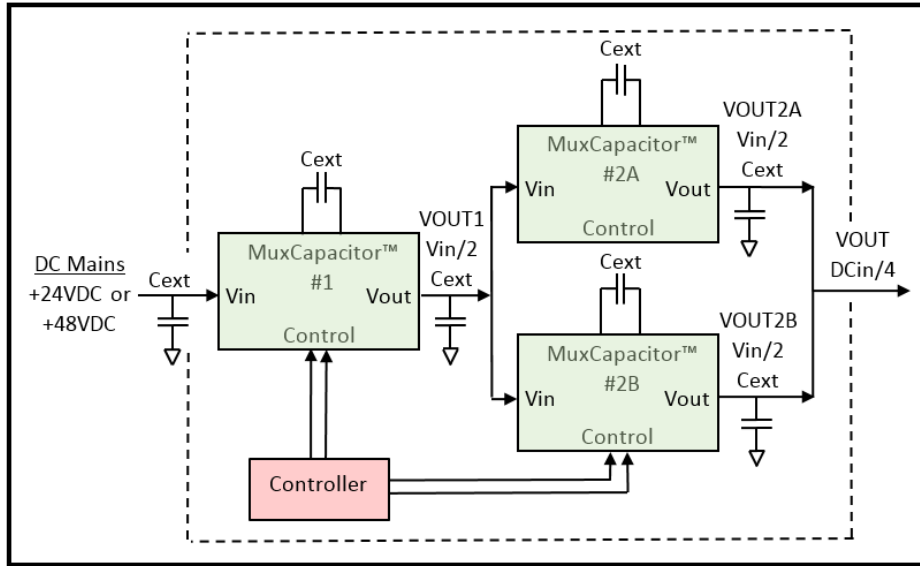 DC Mains
+24VDC or
+48VDC
Cext
Cext
MuxCapacitor™
#1
Vin
Vout
Control
VOUT1
Vin/2
Cext
Cext
MuxCapacitor™
#2A
Vin
Vout
Control
VOUT2A
Vin/2
Cext
Cext
MuxCapacitor™
#2B
Vin
Vout
Control
VOUT2B
Vin/2
Cext
VOUT
DCin/4
Controller